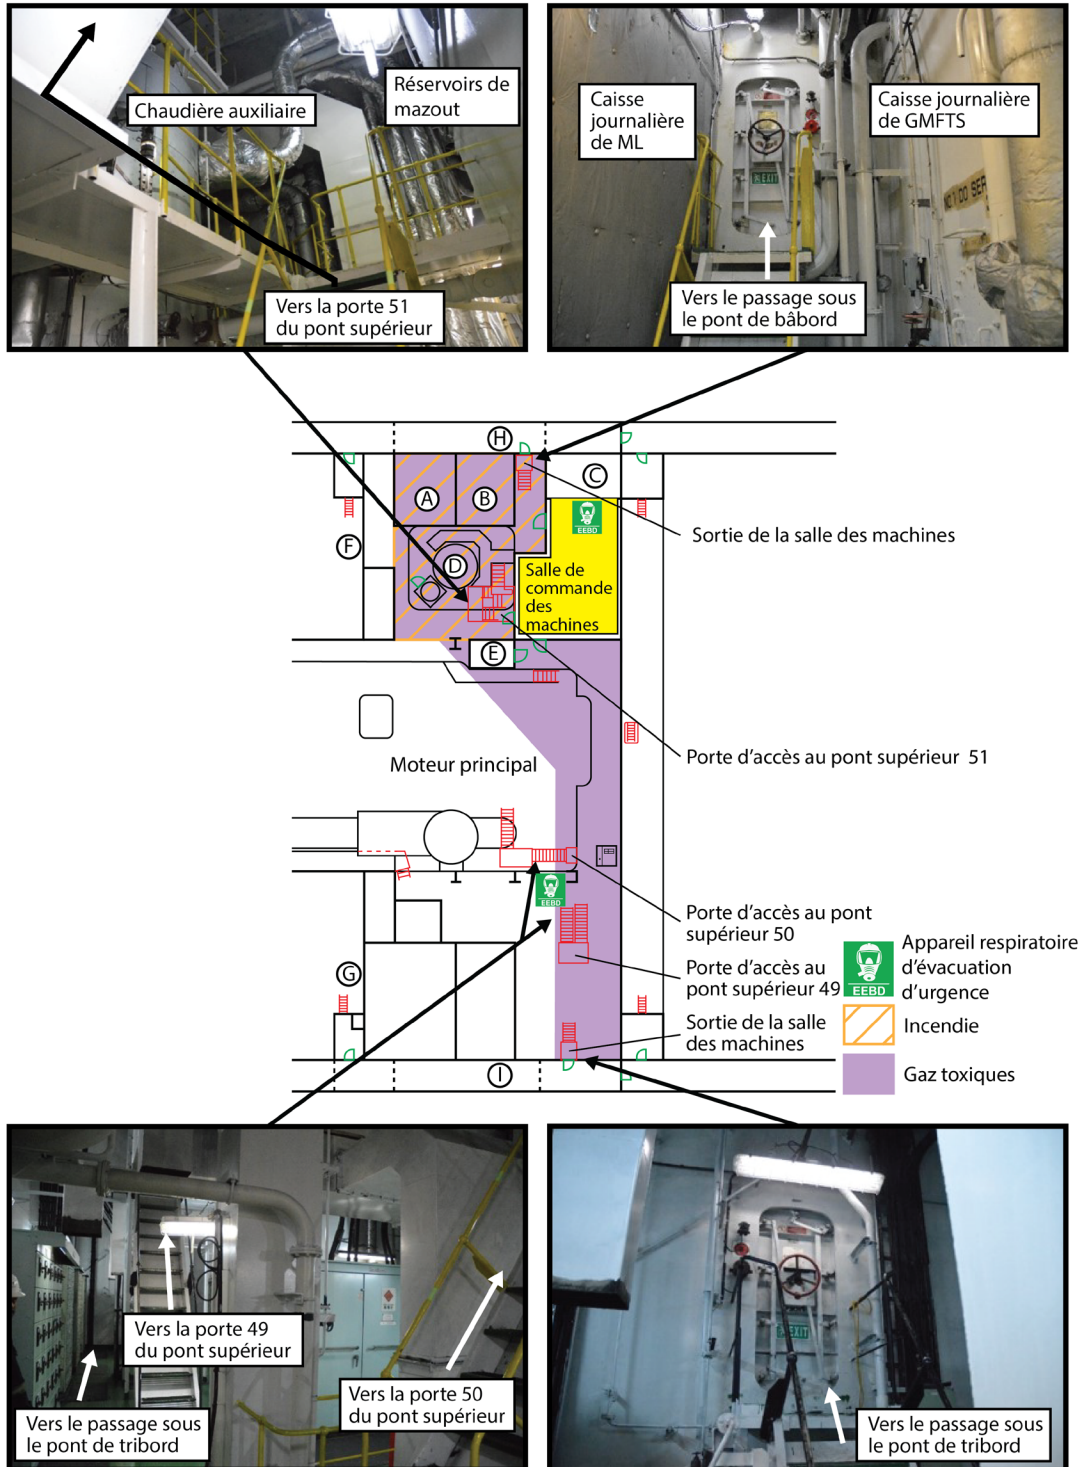 Chaudière auxiliaire
Réservoirs de
mazout
Vers la porte 51
du pont supérieur
Caisse
journalière
de ML
Caisse journalière
de GMFTS
EXIT
Vers le passage sous
le pont de bâbord
H
A
B
C
EEBD
F
D
Salle de
commande
des
machines
E
Sortie de la salle des machines
Porte d'accès au pont supérieur 51
Moteur principal
EEBD
G
I
Porte d'accès au pont
supérieur 50
Porte d'accès au
pont supérieur 49
Sortie de la salle
des machines
EEBD
Appareil respiratoire
d'évacuation
d'urgence
Incendie
Gaz toxiques
Vers la porte 49
du pont supérieur
Vers le passage sous
le pont de tribord
Vers la porte 50
du pont supérieur
EXIT
Vers le passage sous
le pont de tribord